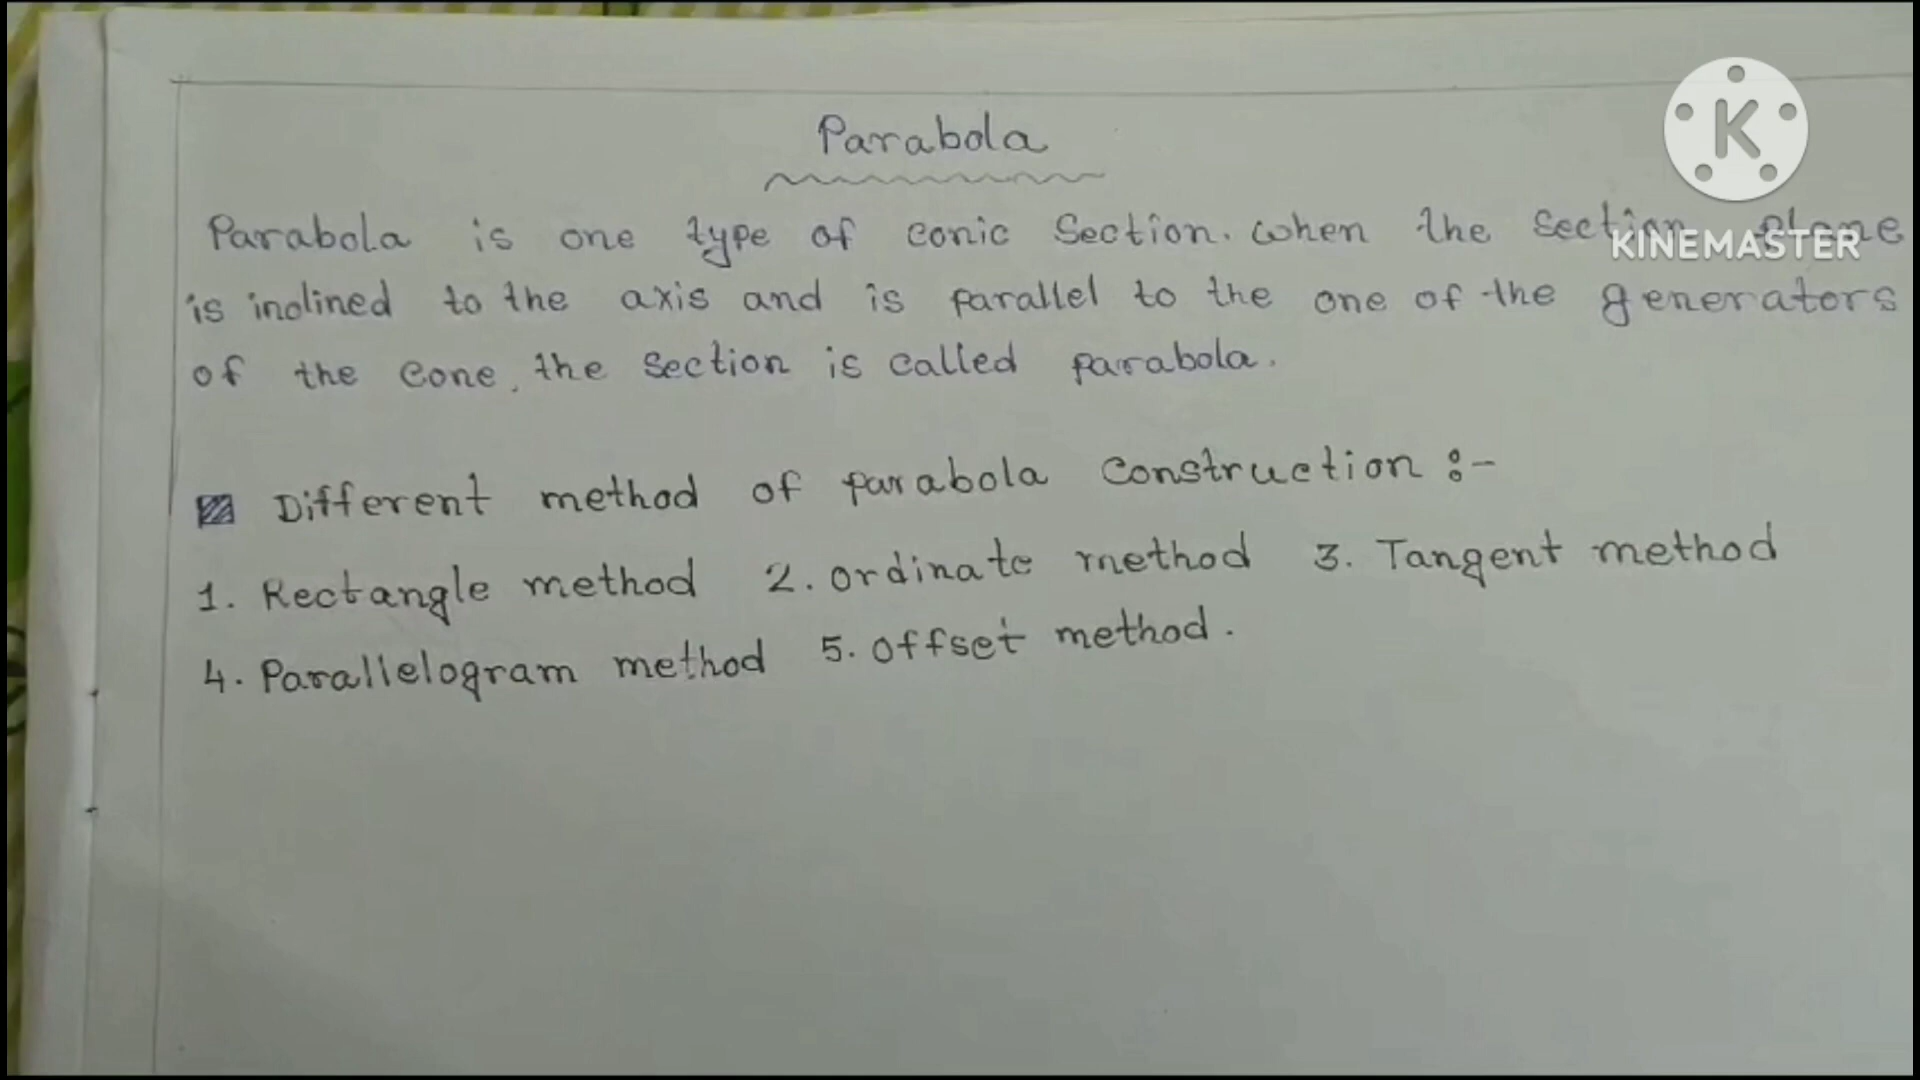 Parabola
Parabola is one type of conic Section. when the Section plane
is inclined to the axis and is parallel to the one of the generators
of the cone, the section is called parabola.
Different method of parabola construction :-
1. Rectangle method 2. ordinate method 3. Tangent method
4. Parallelogram method 5. offset method.
K
KINEMASTER